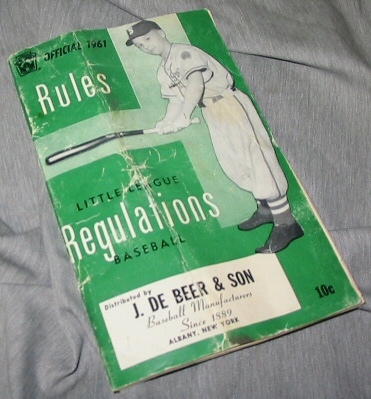 OFFICIAL 1961
Rules
LITTLE LEAGUE
Regulations
BASEBALL
Distributed by
J. DE BEER & SON
Baseball Manufacturers
Since 1889
ALBANY, NEW YORK
10c